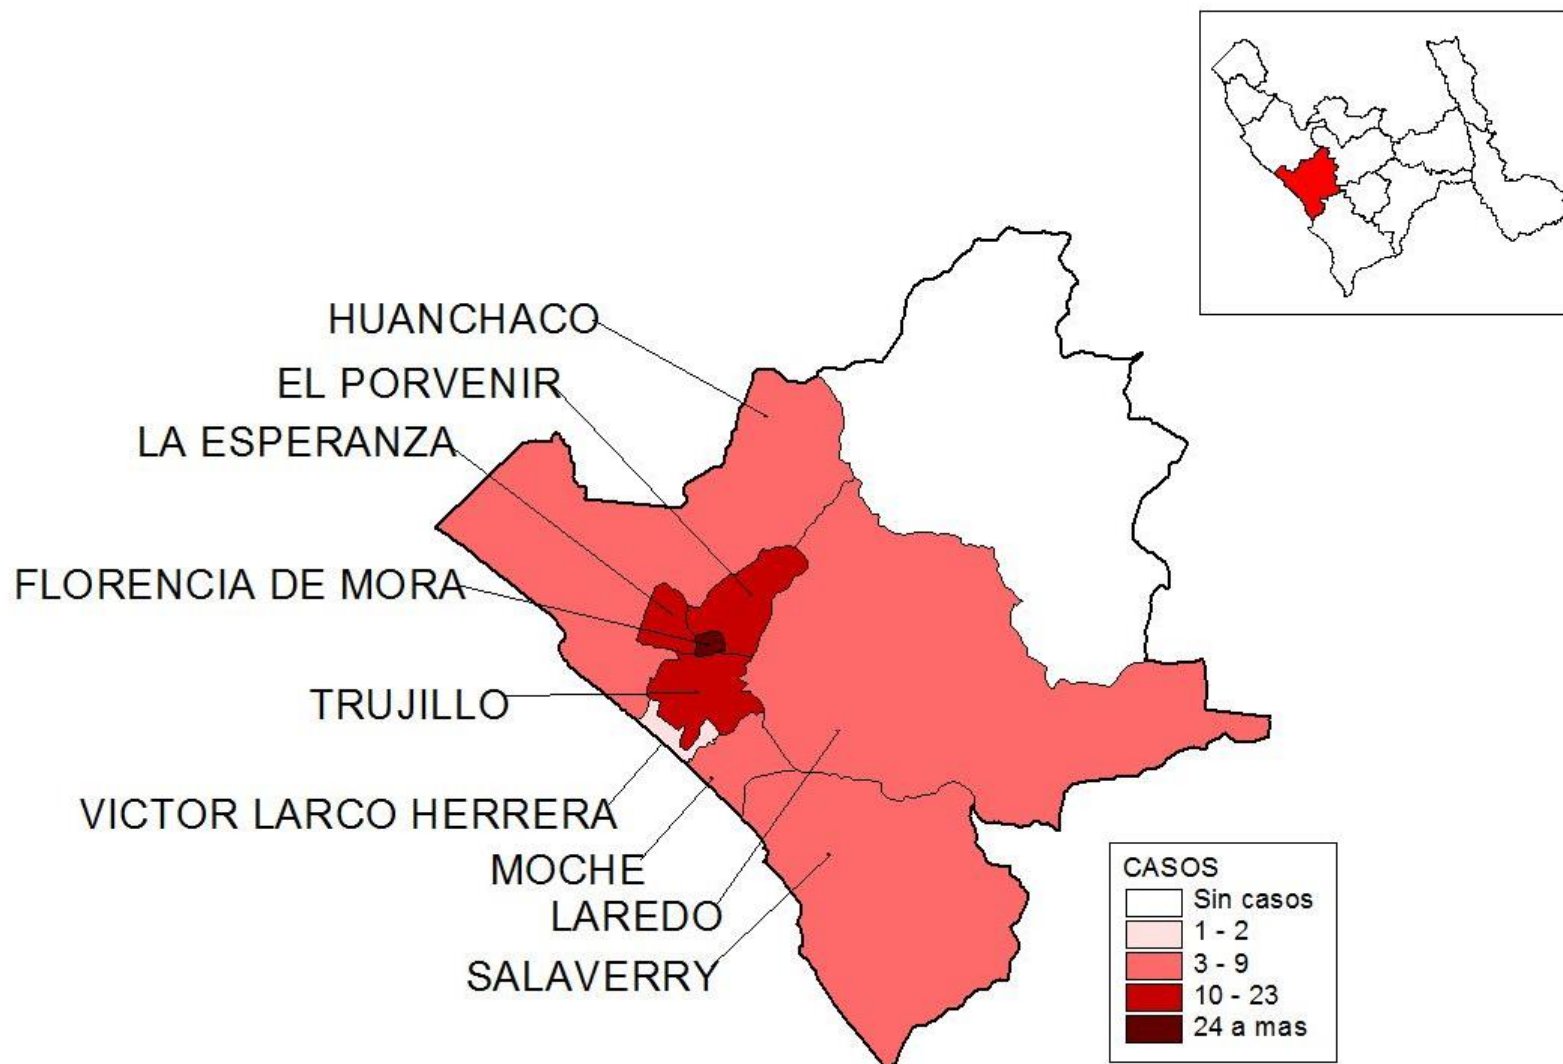 HUANCHACO
EL PORVENIR
LA ESPERANZA
FLORENCIA DE MORA
TRUJILLO
VICTOR LARCO HERRERA
MOCHE
LAREDO
SALAVERRY
CASOS
Sin casos
1 - 2
3 - 9
10 - 23
24 a mas